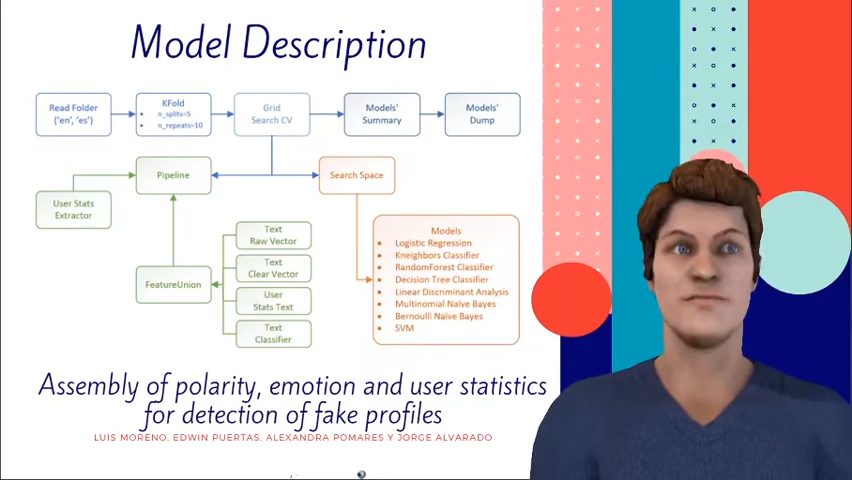 Model Description
Read Folder
('en', 'es')
KFold
• n_splits=5
• n_repeats=10
Grid
Search CV
Models'
Summary
Models'
Dump
Pipeline
Search Space
User Stats
Extractor
Text
Raw Vector
Text
Clear Vector
User
Stats Text
Text
Classifier
FeatureUnion
Models
• Logistic Regression
• Kneighbors Classifier
• RandomForest Classifier
• Decision Tree Classifier
• Linear Discriminant Analysis
• Multinomial Naïve Bayes
• Bernoulli Naïve Bayes
• SVM
Assembly of polarity, emotion and user statistics
for detection of fake profiles
LUIS MORENO, EDWIN PUERTAS, ALEXANDRA POMARES Y JORGE ALVARADO